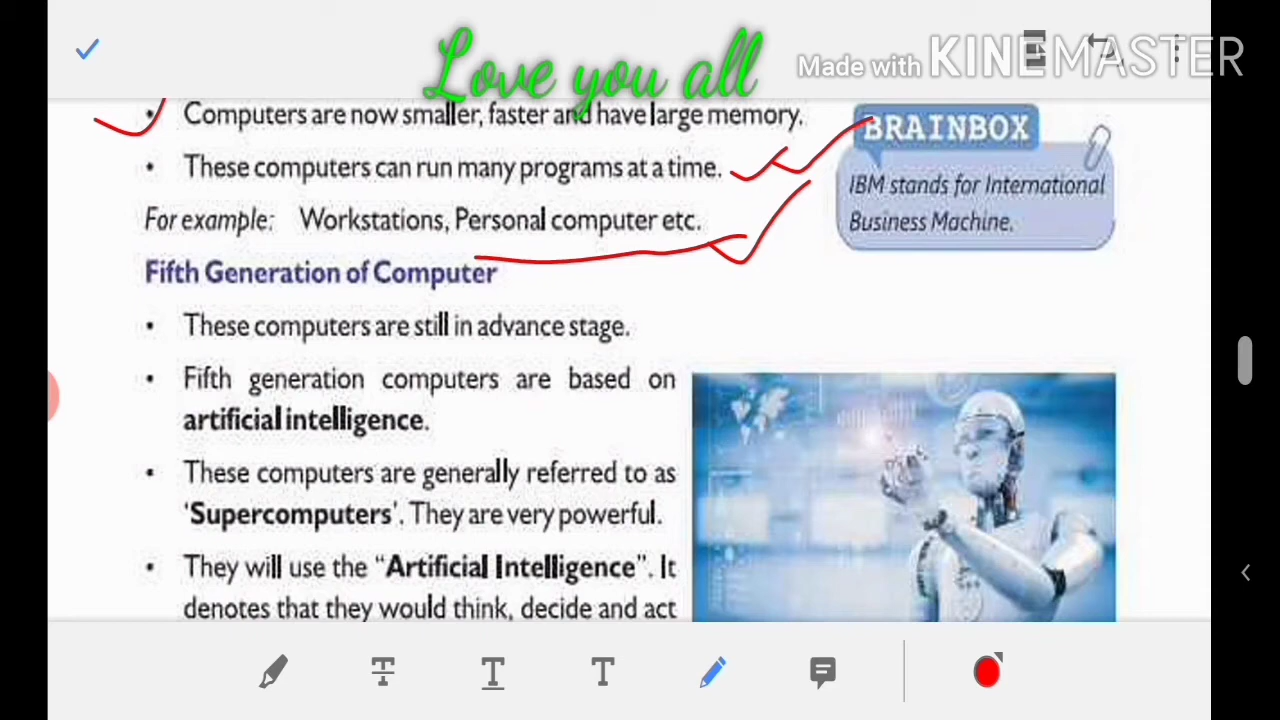 Love you all
Made with KINEMASTER
• Computers are now smaller, faster and have large memory.
• These computers can run many programs at a time.
For example: Workstations, Personal computer etc.
BRAINBOX
IBM stands for International
Business Machine.
Fifth Generation of Computer
• These computers are still in advance stage.
• Fifth generation computers are based on
artificial intelligence.
• These computers are generally referred to as
‘Supercomputers’. They are very powerful.
• They will use the “Artificial Intelligence”. It
denotes that they would think, decide and act
T
T
T